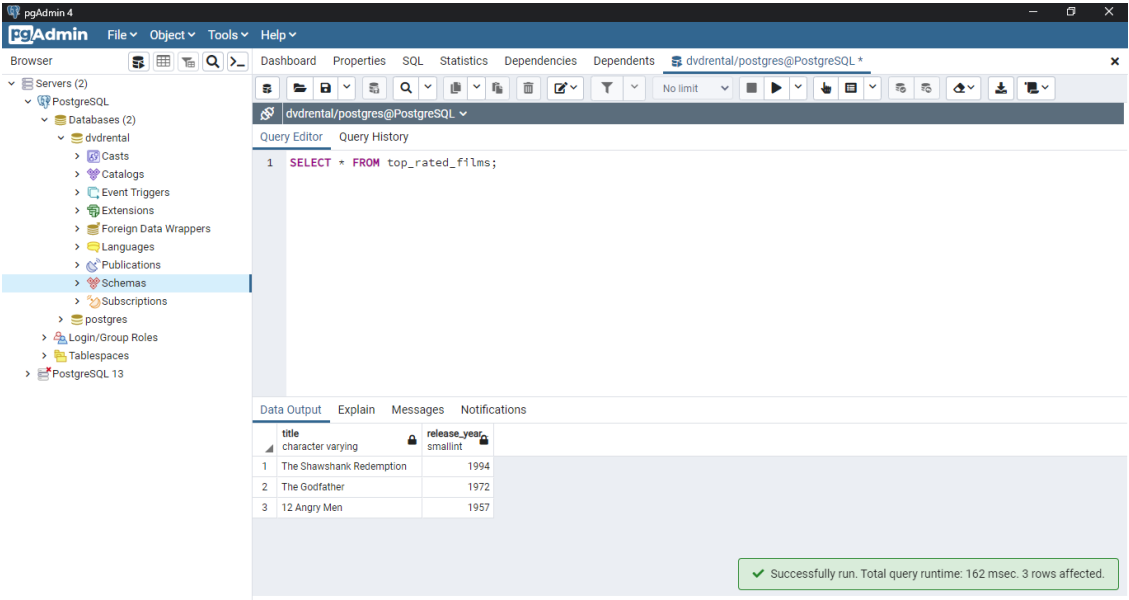 pgAdmin 4
pgAdmin File Object Tools Help
Browser
Dashboard Properties SQL Statistics Dependencies Dependents dvdrental/postgres@PostgreSQL *
Servers (2)
PostgreSQL
Databases (2)
dvdrental
Casts
Catalogs
Event Triggers
Extensions
Foreign Data Wrappers
Languages
Publications
Schemas
Subscriptions
postgres
Login/Group Roles
Tablespaces
PostgreSQL 13
No limit
dvdrental/postgres@PostgreSQL
Query Editor Query History
1 SELECT * FROM top_rated_films;
Data Output Explain Messages Notifications
title release_year
character varying smallint
1 The Shawshank Redemption 1994
2 The Godfather 1972
3 12 Angry Men 1957
Successfully run. Total query runtime: 162 msec. 3 rows affected.